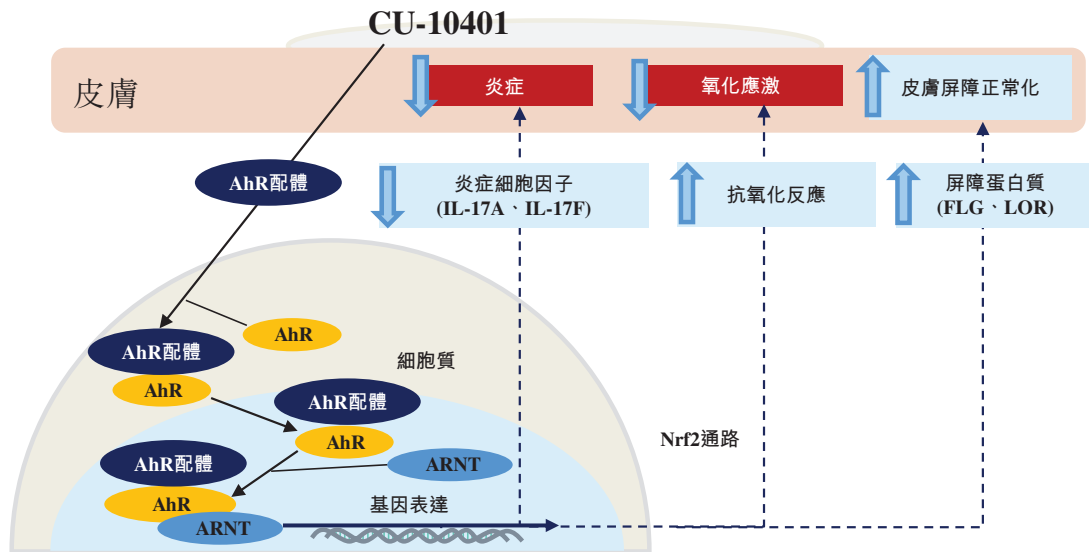 CU-10401
皮膚
炎症
氧化應激
皮膚屏障正常化
AhR配體
炎症細胞因子
(IL-17A、IL-17F)
抗氧化反應
屏障蛋白質
(FLG、LOR)
AhR
AhR配體
AhR
細胞質
AhR配體
AhR
Nrf2通路
AhR配體
ARNT
AhR
ARNT
基因表達